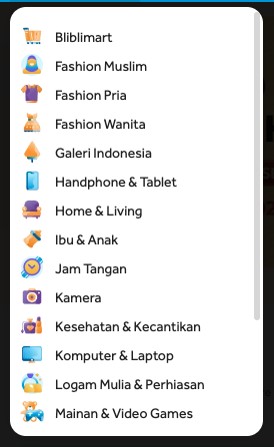 Bliblimart
Fashion Muslim
Fashion Pria
Fashion Wanita
Galeri Indonesia
Handphone & Tablet
Home & Living
Ibu & Anak
Jam Tangan
Kamera
Kesehatan & Kecantikan
Komputer & Laptop
Logam Mulia & Perhiasan
Mainan & Video Games